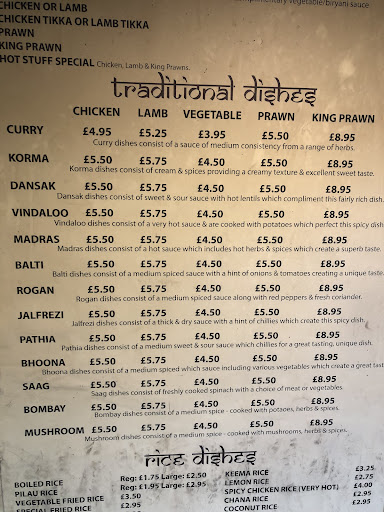 mplimentary vegetable/biryani sauce
CHICKEN OR LAMB
CHICKEN TIKKA OR LAMB TIKKA
PRAWN
KING PRAWN
HOT STUFF SPECIAL Chicken, Lamb & King Prawns.
traditional dishes
CHICKEN LAMB VEGETABLE PRAWN KING PRAWN
CURRY £4.95 £5.25 £3.95 £5.50 £8.95
Curry dishes consist of a sauce of medium consistency from a range of herbs.
KORMA £5.50 £5.75 £4.50 £5.50 £8.95
Korma dishes consist of cream & spices providing a creamy texture & excellent sweet taste.
DANSAK £5.50 £5.75 £4.50 £5.50 £8.95
Dansak dishes consist of sweet & sour sauce with hot lentils which compliment this fairly rich dish.
VINDALOO £5.50 £5.75 £4.50 £5.50 £8.95
Vindaloo dishes consist of a very hot sauce & are cooked with potatoes which perfect this spicy dish
MADRAS £5.50 £5.75 £4.50 £5.50 £8.95
Madras dishes consist of a hot sauce which includes hot herbs & spices which create a superb taste.
BALTI £5.50 £5.75 £4.50 £5.50 £8.95
Balti dishes consist of a medium spiced sauce with a hint of onions & tomatoes creating a unique taste.
ROGAN £5.50 £5.75 £4.50 £5.50 £8.95
Rogan dishes consist of a medium spiced sauce along with red peppers & fresh coriander.
JALFREZI £5.50 £5.75 £4.50 £5.50 £8.95
Jalfrezi dishes consist of a thick & dry sauce with a hint of chillies which create this spicy dish.
PATHIA £5.50 £5.75 £4.50 £5.50 £8.95
Pathia dishes consist of a medium sweet & sour sauce which chillies for a great tasting, unique dish.
BHOONA £5.50 £5.75 £4.50 £5.50 £8.95
Bhoona dishes consist of a medium spiced which including various vegetables which create a great tast
SAAG £5.50 £5.75 £4.50 £5.50 £8.95
Saag dishes consist of freshly cooked spinach with a choice of meat or vegetables.
BOMBAY £5.50 £5.75 £4.50 £5.50 £8.95
Bombay dishes consist of a medium spice - cooked with potaoes, herbs & spices.
MUSHROOM £5.50 £5.75 £4.50 £5.50 £8.95
Mushroom dishes consist of a medium spice - cooked with mushrooms, herbs & spices.
rice dishes
BOILED RICE Reg: £1.75 Large: £2.50 KEEMA RICE £3.25
PILAU RICE Reg: £1.95 Large: £2.95 LEMON RICE £2.75
VEGETABLE FRIED RICE £3.50 SPICY CHICKEN RICE (VERY HOT) £4.00
SPECIAL FRIED RICE £2.95 CHANA RICE £2.95
COCONUT RICE £2.95